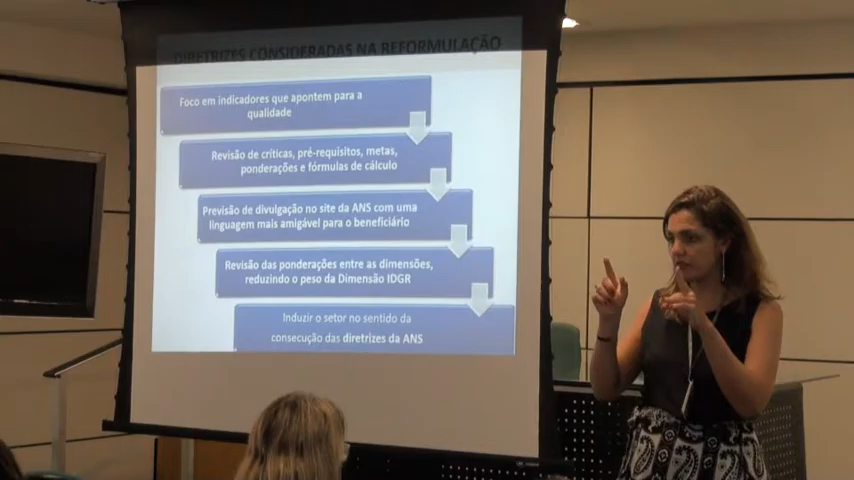 DIRETRIZES CONSIDERADAS NA REFORMULAÇÃO
Foco em indicadores que apontem para a
qualidade
Revisão de críticas, pré-requisitos, metas,
ponderações e fórmulas de cálculo
Previsão de divulgação no site da ANS com uma
linguagem mais amigável para o beneficiário
Revisão das ponderações entre as dimensões,
reduzindo o peso da Dimensão IDGR
Induzir o setor no sentido da
consecução das diretrizes da ANS